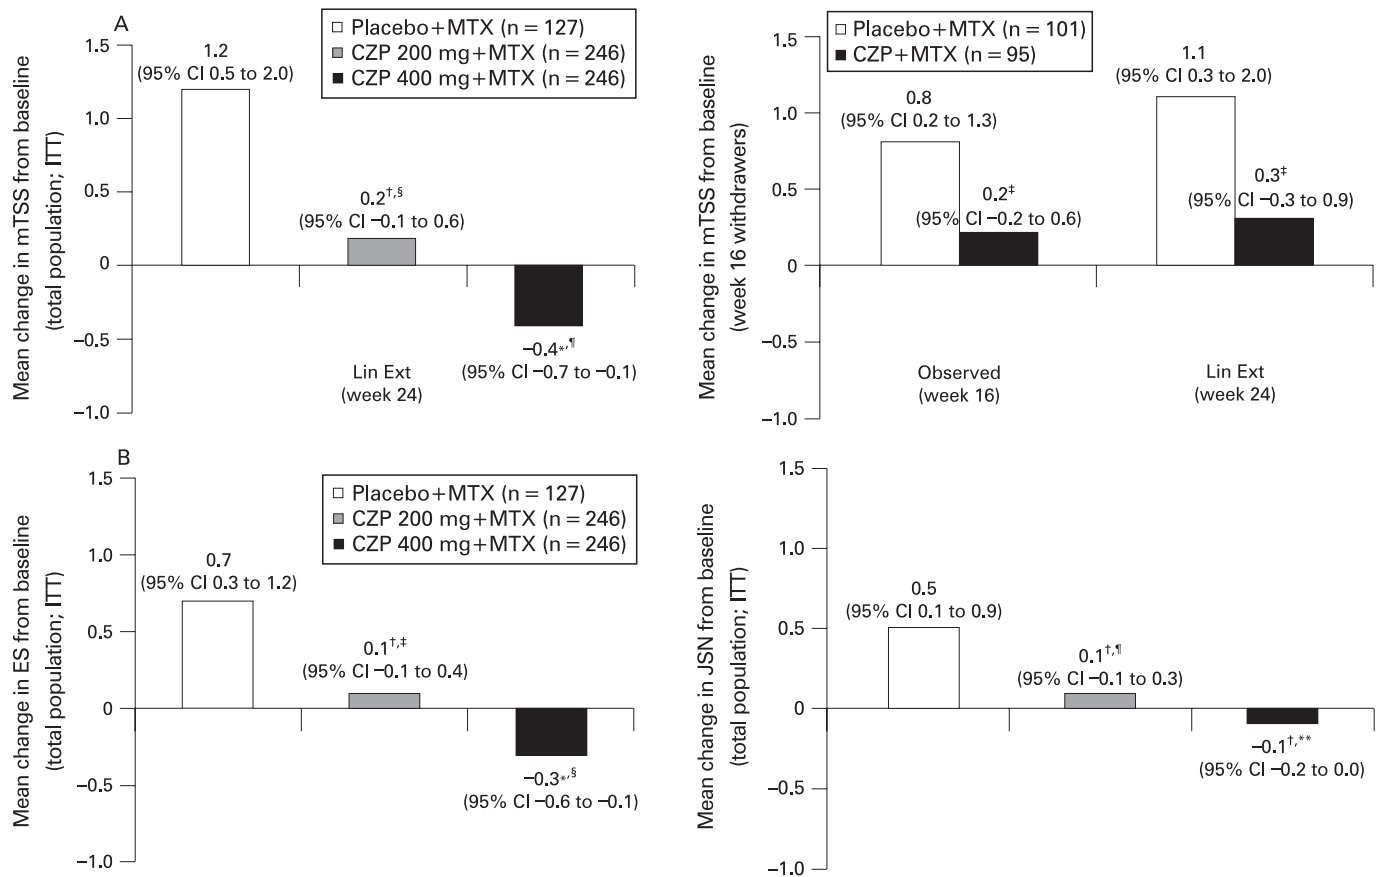 A
Mean change in mTSS from baseline
(total population; ITT)
1.5
1.0
0.5
0
−0.5
−1.0
Placebo+MTX (n = 127)
CZP 200 mg+MTX (n = 246)
CZP 400 mg+MTX (n = 246)
1.2
(95% CI 0.5 to 2.0)
0.2†,§
(95% CI −0.1 to 0.6)
−0.4*,¶
(95% CI −0.7 to −0.1)
Lin Ext
(week 24)
Mean change in mTSS from baseline
(week 16 withdrawers)
1.5
1.0
0.5
0
−0.5
−1.0
Placebo+MTX (n = 101)
CZP+MTX (n = 95)
0.8
(95% CI 0.2 to 1.3)
0.2‡
(95% CI −0.2 to 0.6)
1.1
(95% CI 0.3 to 2.0)
0.3‡
(95% CI −0.3 to 0.9)
Observed
(week 16)
Lin Ext
(week 24)
B
Mean change in ES from baseline
(total population; ITT)
1.5
1.0
0.5
0
−0.5
−1.0
Placebo+MTX (n = 127)
CZP 200 mg+MTX (n = 246)
CZP 400 mg+MTX (n = 246)
0.7
(95% CI 0.3 to 1.2)
0.1†,‡
(95% CI −0.1 to 0.4)
−0.3*,§
(95% CI −0.6 to −0.1)
Mean change in JSN from baseline
(total population; ITT)
1.5
1.0
0.5
0
−0.5
−1.0
0.5
(95% CI 0.1 to 0.9)
0.1†,¶
(95% CI −0.1 to 0.3)
−0.1†,**
(95% CI −0.2 to 0.0)